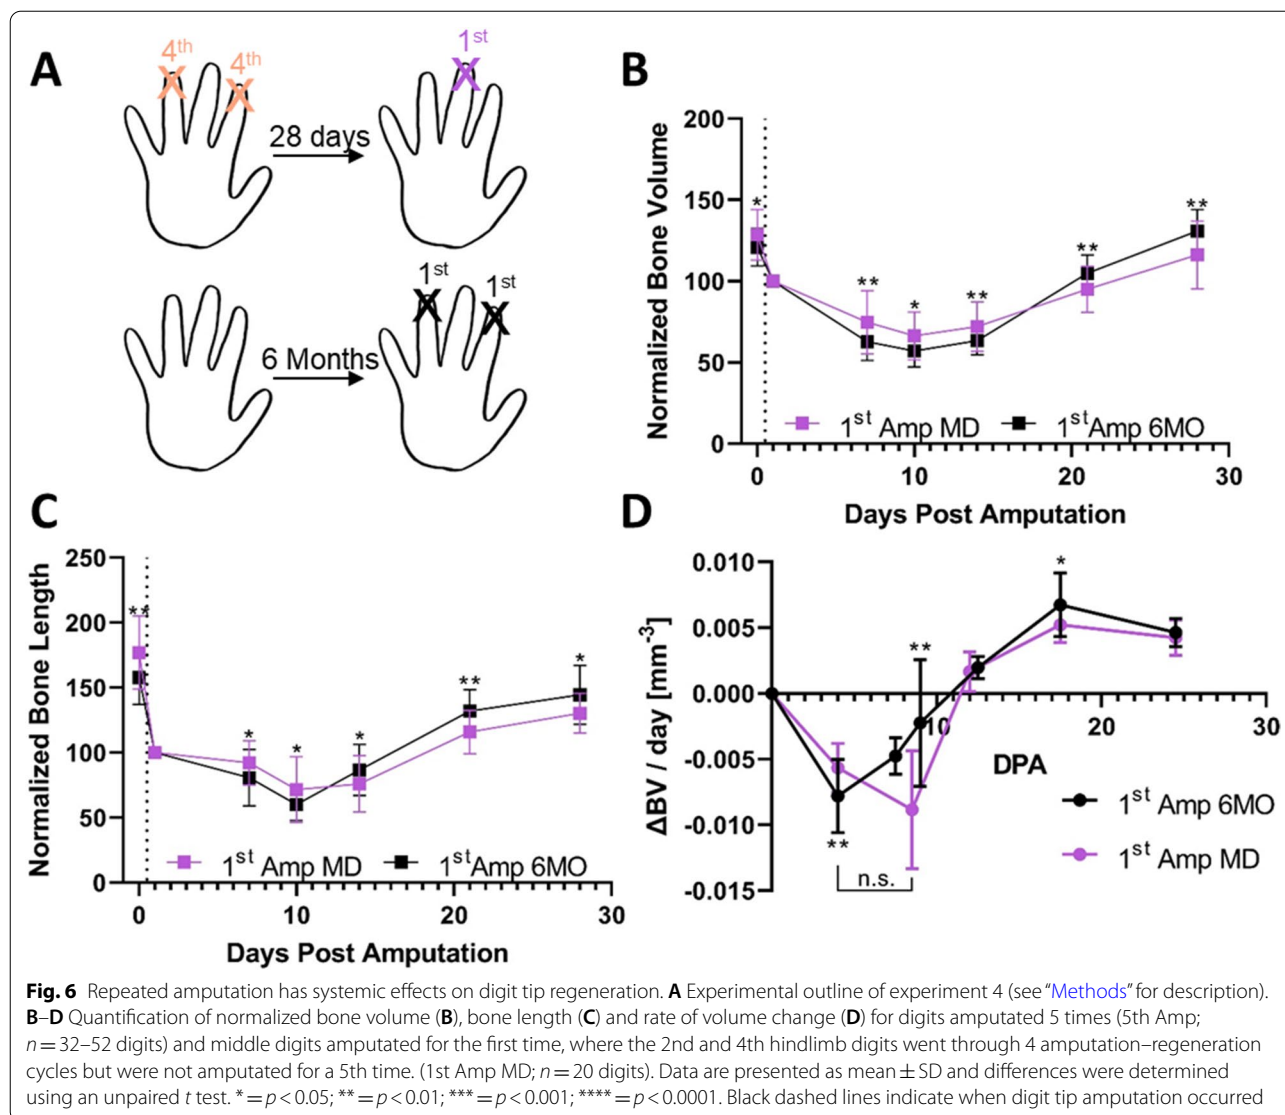 A
4th
4th
1st
28 days
1st
1st
6 Months
B
Normalized Bone Volume
200
150
100
50
0
*
**
*
**
**
**
1st Amp MD
1st Amp 6MO
0
10
20
30
Days Post Amputation
C
Normalized Bone Length
250
200
150
100
50
0
**
*
*
*
**
*
1st Amp MD
1st Amp 6MO
0
10
20
30
Days Post Amputation
D
ΔBV / day [mm-3]
0.010
0.005
0.000
-0.005
-0.010
-0.015
*
**
**
n.s.
10
20
30
DPA
1st Amp 6MO
1st Amp MD
Fig. 6 Repeated amputation has systemic effects on digit tip regeneration. A Experimental outline of experiment 4 (see “Methods” for description).
B–D Quantification of normalized bone volume (B), bone length (C) and rate of volume change (D) for digits amputated 5 times (5th Amp;
n = 32–52 digits) and middle digits amputated for the first time, where the 2nd and 4th hindlimb digits went through 4 amputation–regeneration
cycles but were not amputated for a 5th time. (1st Amp MD; n = 20 digits). Data are presented as mean ± SD and differences were determined
using an unpaired t test. * = p < 0.05; ** = p < 0.01; *** = p < 0.001; **** = p < 0.0001. Black dashed lines indicate when digit tip amputation occurred